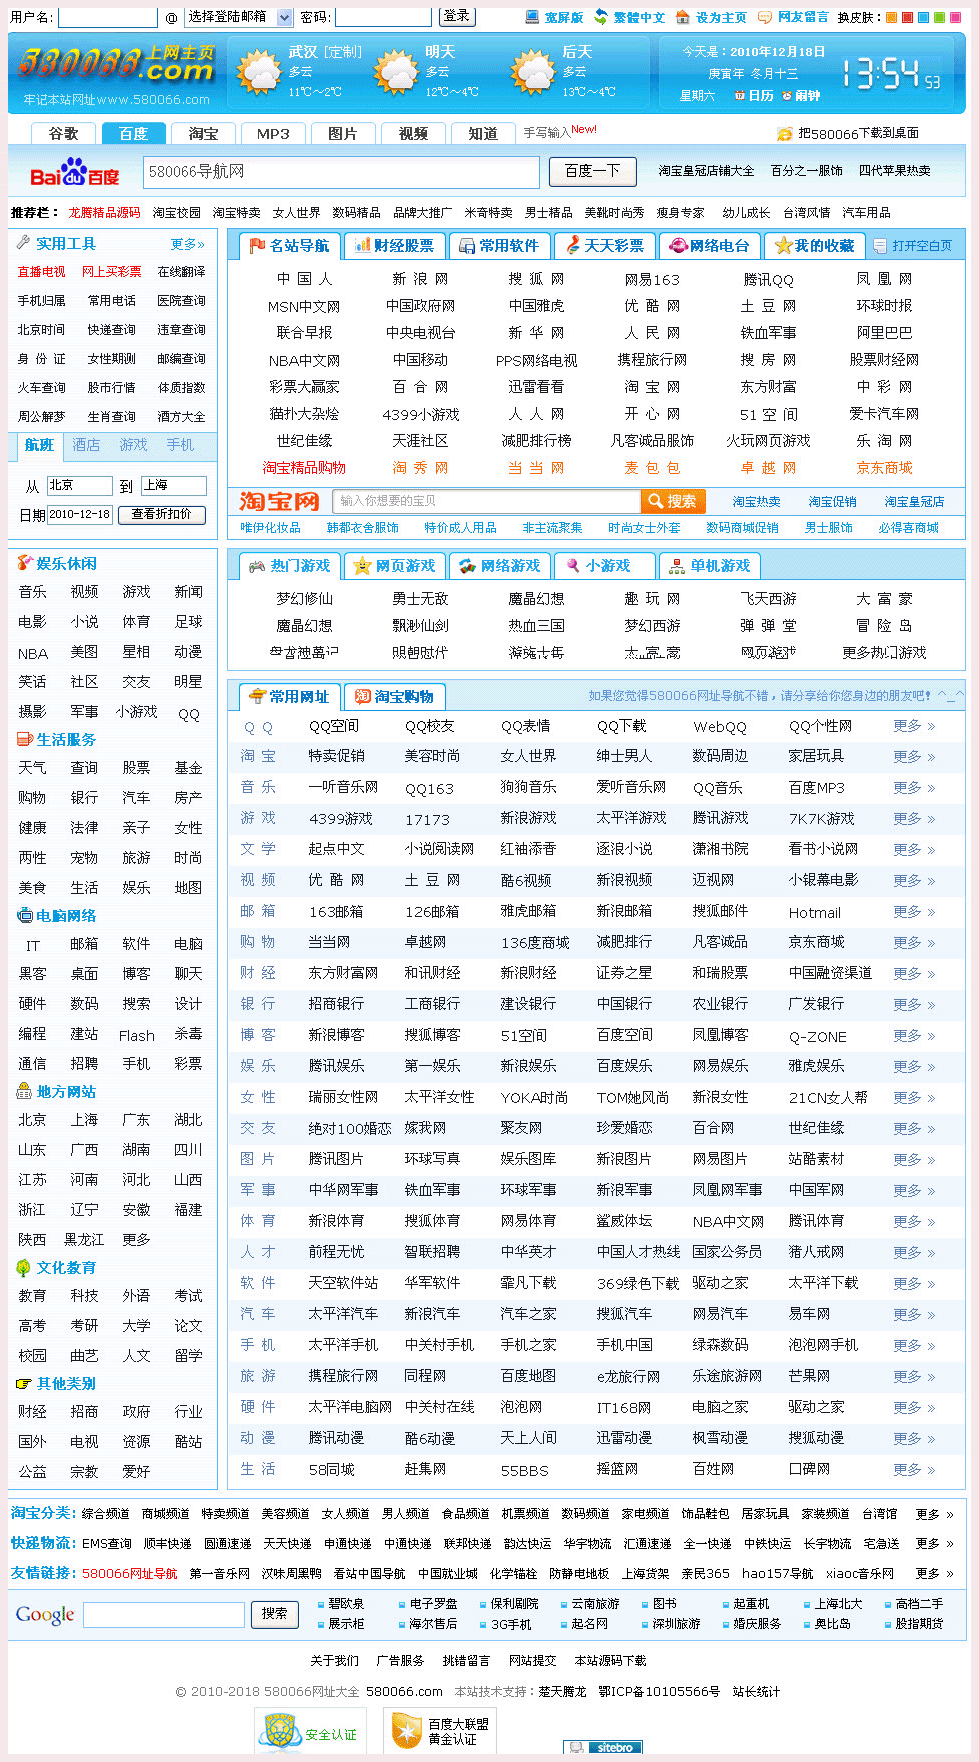 用户名: @ 选择登陆邮箱 密码: 登录 宽屏版 繁體中文 设为主页 网友留言 换皮肤:
580066.com 上网主页 武汉 [定制] 明天 后天 今天是：2010年12月18日
多云 多云 多云 庚寅年 冬月十三 13:54 53
牢记本站网址www.580066.com 11℃～2℃ 12℃～4℃ 13℃～4℃ 星期六 日历 闹钟
谷歌 百度 淘宝 MP3 图片 视频 知道 手写输入New! 把580066下载到桌面
Bai百度 580066导航网 百度一下 淘宝皇冠店铺大全 百分之一服饰 四代苹果热卖
推荐栏： 龙腾精品源码 淘宝校园 淘宝特卖 女人世界 数码精品 品牌大推广 米奇特卖 男士精品 美靴时尚秀 瘦身专家 幼儿成长 台湾风情 汽车用品
实用工具 更多»
直播电视 网上买彩票 在线翻译
手机归属 常用电话 医院查询
北京时间 快递查询 违章查询
身 份 证 女性期测 邮编查询
火车查询 股市行情 体质指数
周公解梦 生肖查询 酒方大全
航班 酒店 游戏 手机
从 北京 到 上海
日期 2010-12-18 查看折扣价
名站导航 财经股票 常用软件 天天彩票 网络电台 我的收藏 打开空白页
中 国 人 新 浪 网 搜 狐 网 网易163 腾讯QQ 凤 凰 网
MSN中文网 中国政府网 中国雅虎 优 酷 网 土 豆 网 环球时报
联合早报 中央电视台 新 华 网 人 民 网 铁血军事 阿里巴巴
NBA中文网 中国移动 PPS网络电视 携程旅行网 搜 房 网 股票财经网
彩票大赢家 百 合 网 迅雷看看 淘 宝 网 东方财富 中 彩 网
猫扑大杂烩 4399小游戏 人 人 网 开 心 网 51 空 间 爱卡汽车网
世纪佳缘 天涯社区 减肥排行榜 凡客诚品服饰 火玩网页游戏 乐 淘 网
淘宝精品购物 淘 秀 网 当 当 网 麦 包 包 卓 越 网 京东商城
淘宝网 输入你想要的宝贝 搜索 淘宝热卖 淘宝促销 淘宝皇冠店
唯伊化妆品 韩都衣舍服饰 特价成人用品 非主流聚集 时尚女士外套 数码商城促销 男士服饰 必得喜商城
娱乐休闲
音乐 视频 游戏 新闻
电影 小说 体育 足球
NBA 美图 星相 动漫
笑话 社区 交友 明星
摄影 军事 小游戏 QQ
生活服务
天气 查询 股票 基金
购物 银行 汽车 房产
健康 法律 亲子 女性
两性 宠物 旅游 时尚
美食 生活 娱乐 地图
电脑网络
IT 邮箱 软件 电脑
黑客 桌面 博客 聊天
硬件 数码 搜索 设计
编程 建站 Flash 杀毒
通信 招聘 手机 彩票
地方网站
北京 上海 广东 湖北
山东 广西 湖南 四川
江苏 河南 河北 山西
浙江 辽宁 安徽 福建
陕西 黑龙江 更多
文化教育
教育 科技 外语 考试
高考 考研 大学 论文
校园 曲艺 人文 留学
其他类别
财经 招商 政府 行业
国外 电视 资源 酷站
公益 宗教 爱好
热门游戏 网页游戏 网络游戏 小游戏 单机游戏
梦幻修仙 勇士无敌 魔晶幻想 趣 玩 网 飞天西游 大 富 豪
魔晶幻想 飘渺仙剑 热血三国 梦幻西游 弹 弹 堂 冒 险 岛
更多热门游戏
常用网址 淘宝购物 如果您觉得580066网址导航不错，请分享给你您身边的朋友吧! ^_^
Q Q QQ空间 QQ校友 QQ表情 QQ下载 WebQQ QQ个性网 更多 »
淘 宝 特卖促销 美容时尚 女人世界 绅士男人 数码周边 家居玩具 更多 »
音 乐 一听音乐网 QQ163 狗狗音乐 爱听音乐网 QQ音乐 百度MP3 更多 »
游 戏 4399游戏 17173 新浪游戏 太平洋游戏 腾讯游戏 7K7K游戏 更多 »
文 学 起点中文 小说阅读网 红袖添香 逐浪小说 潇湘书院 看书小说网 更多 »
视 频 优 酷 网 土 豆 网 酷6视频 新浪视频 迈视网 小银幕电影 更多 »
邮 箱 163邮箱 126邮箱 雅虎邮箱 新浪邮箱 搜狐邮件 Hotmail 更多 »
购 物 当当网 卓越网 136度商城 减肥排行 凡客诚品 京东商城 更多 »
财 经 东方财富网 和讯财经 新浪财经 证券之星 和瑞股票 中国融资渠道 更多 »
银 行 招商银行 工商银行 建设银行 中国银行 农业银行 广发银行 更多 »
博 客 新浪博客 搜狐博客 51空间 百度空间 凤凰博客 Q-ZONE 更多 »
娱 乐 腾讯娱乐 第一娱乐 新浪娱乐 百度娱乐 网易娱乐 雅虎娱乐 更多 »
女 性 瑞丽女性网 太平洋女性 YOKA时尚 TOM她风尚 新浪女性 21CN女人帮 更多 »
交 友 绝对100婚恋 嫁我网 聚友网 珍爱婚恋 百合网 世纪佳缘 更多 »
图 片 腾讯图片 环球写真 娱乐图库 新浪图片 网易图片 站酷素材 更多 »
军 事 中华网军事 铁血军事 环球军事 新浪军事 凤凰网军事 中国军网 更多 »
体 育 新浪体育 搜狐体育 网易体育 鲨威体坛 NBA中文网 腾讯体育 更多 »
人 才 前程无忧 智联招聘 中华英才 中国人才热线 国家公务员 猪八戒网 更多 »
软 件 天空软件站 华军软件 霏凡下载 369绿色下载 驱动之家 太平洋下载 更多 »
汽 车 太平洋汽车 新浪汽车 汽车之家 搜狐汽车 网易汽车 易车网 更多 »
手 机 太平洋手机 中关村手机 手机之家 手机中国 绿森数码 泡泡网手机 更多 »
旅 游 携程旅行网 同程网 百度地图 e龙旅行网 乐途旅游网 芒果网 更多 »
硬 件 太平洋电脑网 中关村在线 泡泡网 IT168网 电脑之家 驱动之家 更多 »
动 漫 腾讯动漫 酷6动漫 天上人间 迅雷动漫 枫雪动漫 搜狐动漫 更多 »
生 活 58同城 赶集网 55BBS 摇篮网 百姓网 口碑网 更多 »
淘宝分类: 综合频道 商城频道 特卖频道 美容频道 女人频道 男人频道 食品频道 机票频道 数码频道 家电频道 饰品鞋包 居家玩具 家装频道 台湾馆 更多 »
快递物流: EMS查询 顺丰快递 圆通速递 天天快递 申通快递 中通速递 联邦快递 韵达快运 华宇物流 汇通速递 全一快递 中铁快运 长宇物流 宅急送 更多 »
友情链接: 580066网址导航 第一音乐网 汉味周黑鸭 看站中国导航 中国就业城 化学锚栓 防静电地板 上海货架 亲民365 hao157导航 xiaoc音乐网 更多 »
Google 搜索 碧欧泉 电子罗盘 保利剧院 云南旅游 图书 起重机 上海北大 高档二手
展示柜 海尔售后 3G手机 起名网 深圳旅游 婚庆服务 奥比岛 股指期货
关于我们 广告服务 挑错留言 网站提交 本站源码下载
© 2010-2018 580066网址大全 580066.com 本站技术支持：楚天腾龙 鄂ICP备10105566号 站长统计
安全认证 百度大联盟 黄金认证 sitebro